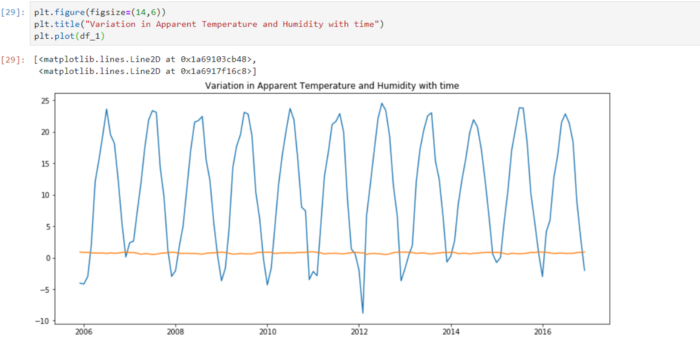 [29]: plt.figure(figsize=(14,6))
plt.title("Variation in Apparent Temperature and Humidity with time")
plt.plot(df_1)
[29]: [<matplotlib.lines.Line2D at 0x1a69103cb48>,
<matplotlib.lines.Line2D at 0x1a6917f16c8>]
Variation in Apparent Temperature and Humidity with time
25
20
15
10
5
0
−5
−10
2006 2008 2010 2012 2014 2016